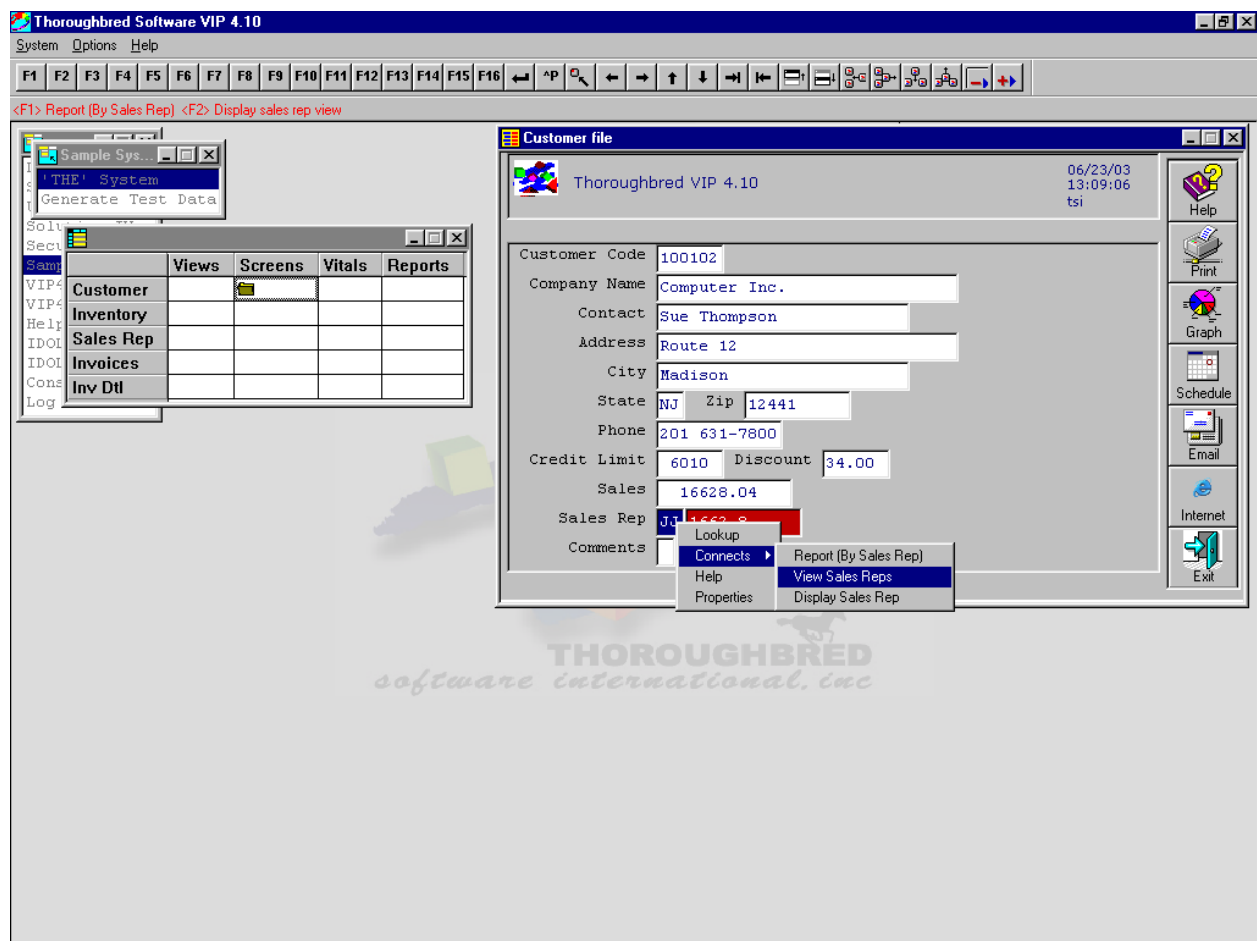 Thoroughbred Software VIP 4.10
System Options Help
F1 F2 F3 F4 F5 F6 F7 F8 F9 F10 F11 F12 F13 F14 F15 F16 ^P
<F1> Report (By Sales Rep) <F2> Display sales rep view
Sample Sys...
'THE' System
Generate Test Data
Secu
Samp
VIP4
VIP4
Help
IDOL
IDOL
Cons
Log
Views Screens Vitals Reports
Customer
Inventory
Sales Rep
Invoices
Inv Dtl
Customer file
Thoroughbred VIP 4.10
06/23/03
13:09:06
tsi
Customer Code 100102
Company Name Computer Inc.
Contact Sue Thompson
Address Route 12
City Madison
State NJ Zip 12441
Phone 201 631-7800
Credit Limit 6010 Discount 34.00
Sales 16628.04
Sales Rep JJ 1662.8
Comments
Lookup
Connects
Help
Properties
Report (By Sales Rep)
View Sales Reps
Display Sales Rep
Help
Print
Graph
Schedule
Email
Internet
Exit
THOROUGHBRED
software international, inc